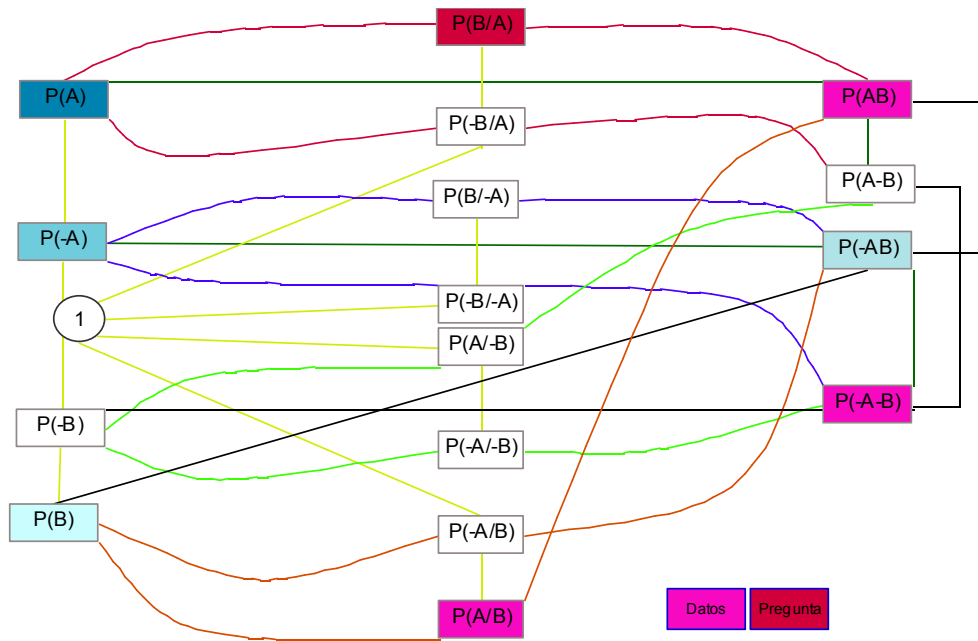 P(B/A)
P(A)
P(AB)
P(-B/A)
P(A-B)
P(B/-A)
P(-A)
P(-AB)
P(-B/-A)
1
P(A/-B)
P(-A-B)
P(-B)
P(-A/-B)
P(B)
P(-A/B)
P(A/B)
Datos
Pregunta